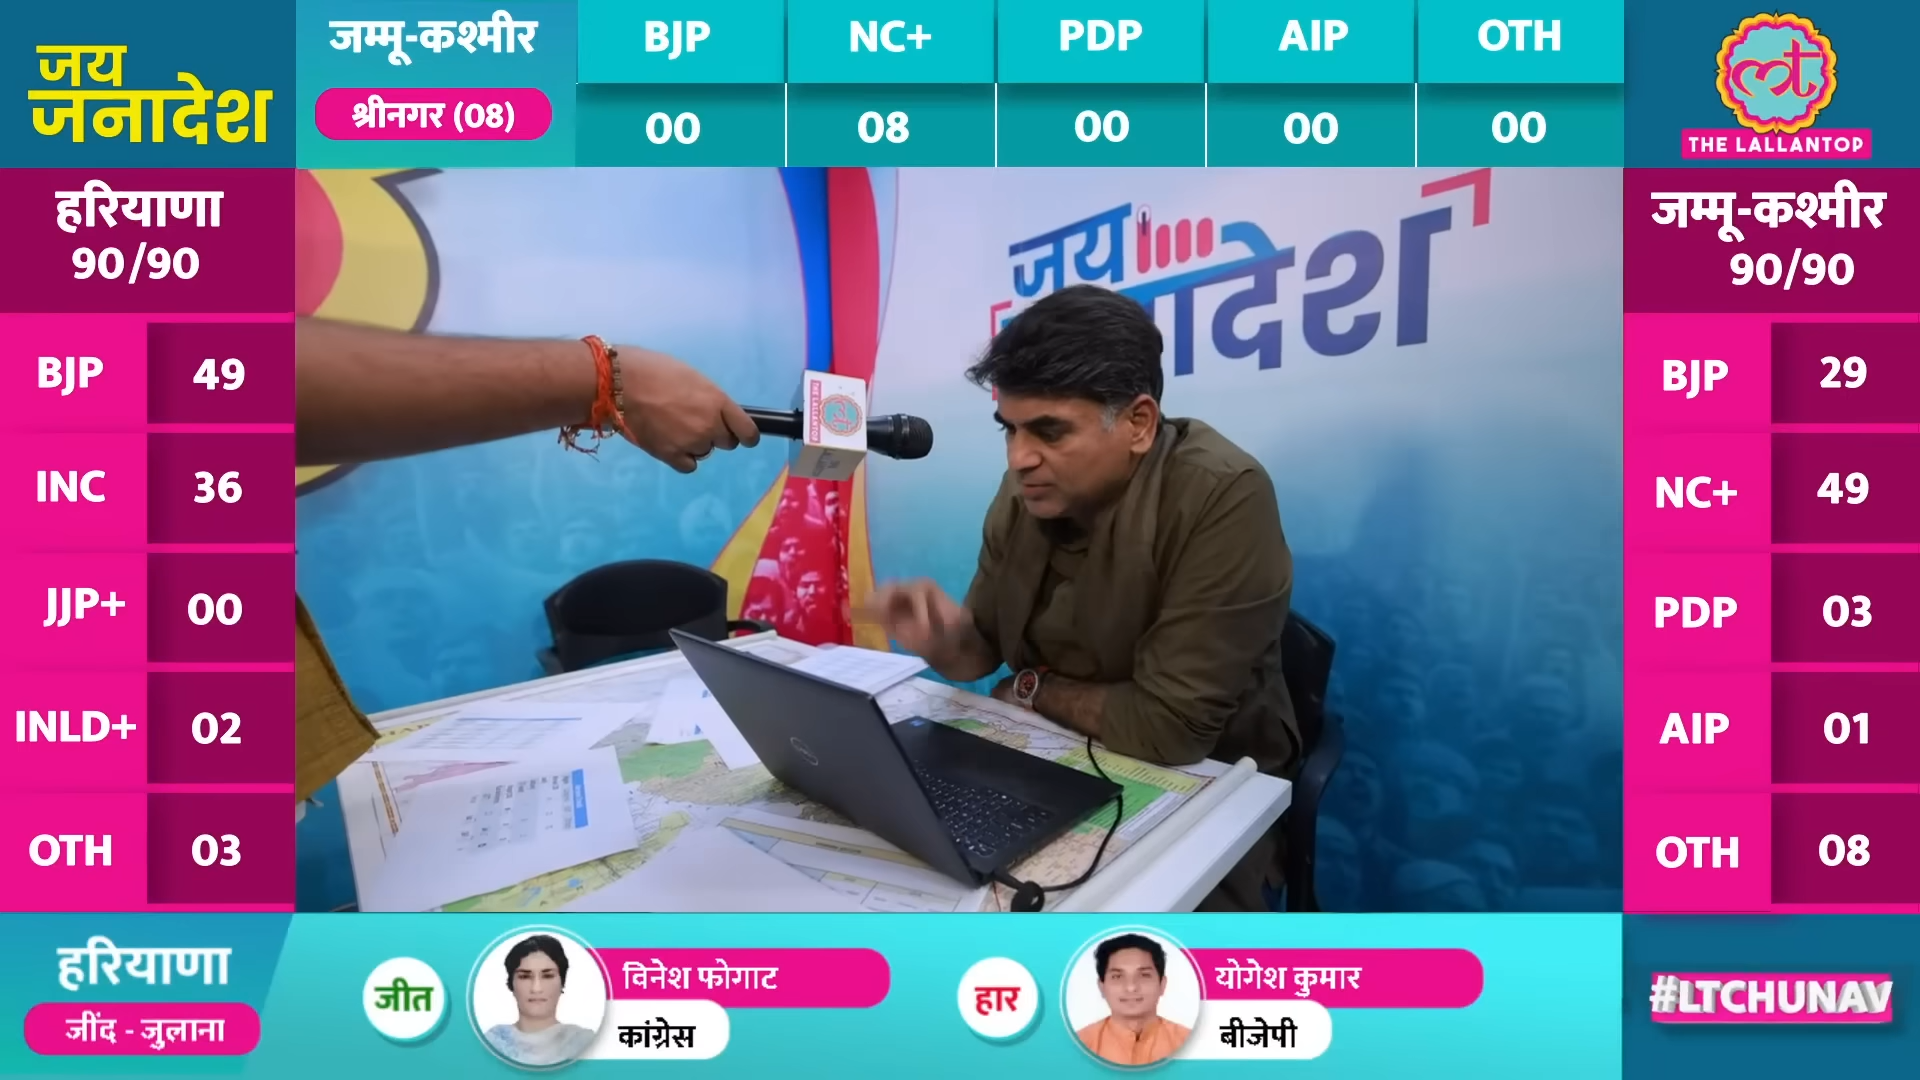 जय
जनादेश
जम्मू-कश्मीर
श्रीनगर (08)
BJP
NC+
PDP
AIP
OTH
00
08
00
00
00
THE LALLANTOP
हरियाणा
90/90
BJP 49
INC 36
JJP+ 00
INLD+ 02
OTH 03
जय
देश
THE LALLANTOP
जम्मू-कश्मीर
90/90
BJP 29
NC+ 49
PDP 03
AIP 01
OTH 08
हरियाणा
जींद - जुलाना
जीत
विनेश फोगाट
कांग्रेस
हार
योगेश कुमार
बीजेपी
#LTCHUNAV